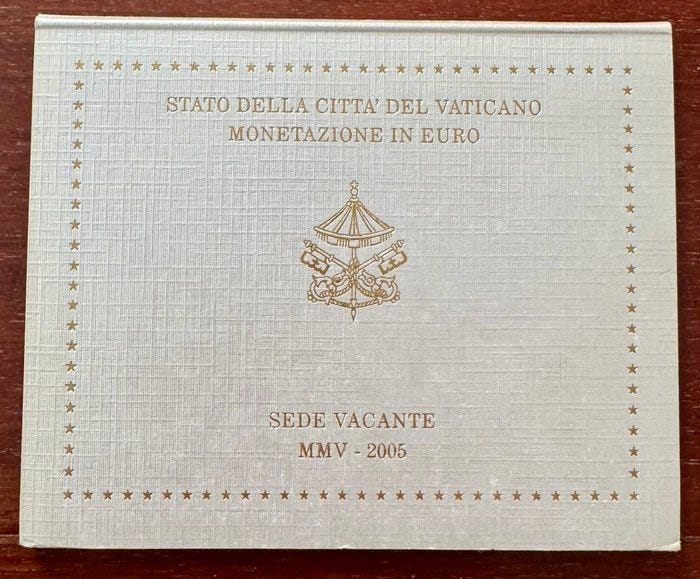 STATO DELLA CITTA' DEL VATICANO
MONETAZIONE IN EURO
SEDE VACANTE
MMV - 2005